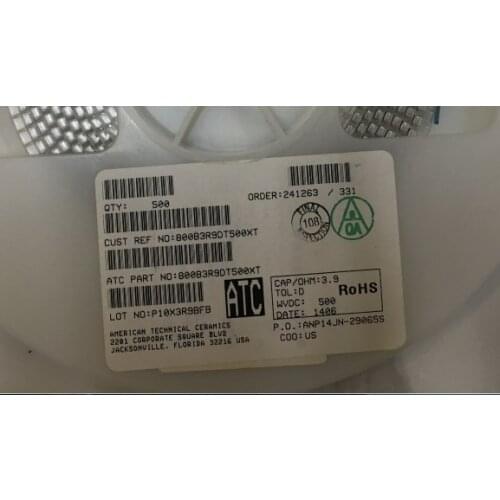 QTY: 500
ORDER:241263 / 331
CUST REF NO:800B3R9DT500XT
FINAL
108
A
QA
ATC PART NO:800B3R9DT500XT
LOT NO:P10X3R9BFB
ATC
CAP/OHM:3.9
TOL:D
RoHS
WVDC: 500
DATE: 1406
AMERICAN TECHNICAL CERAMICS
2201 CORPORATE SQUARE BLVD
JACKSONVILLE, FLORIDA 32216 USA
P.O.:ANP14JN-29065S
COO:US